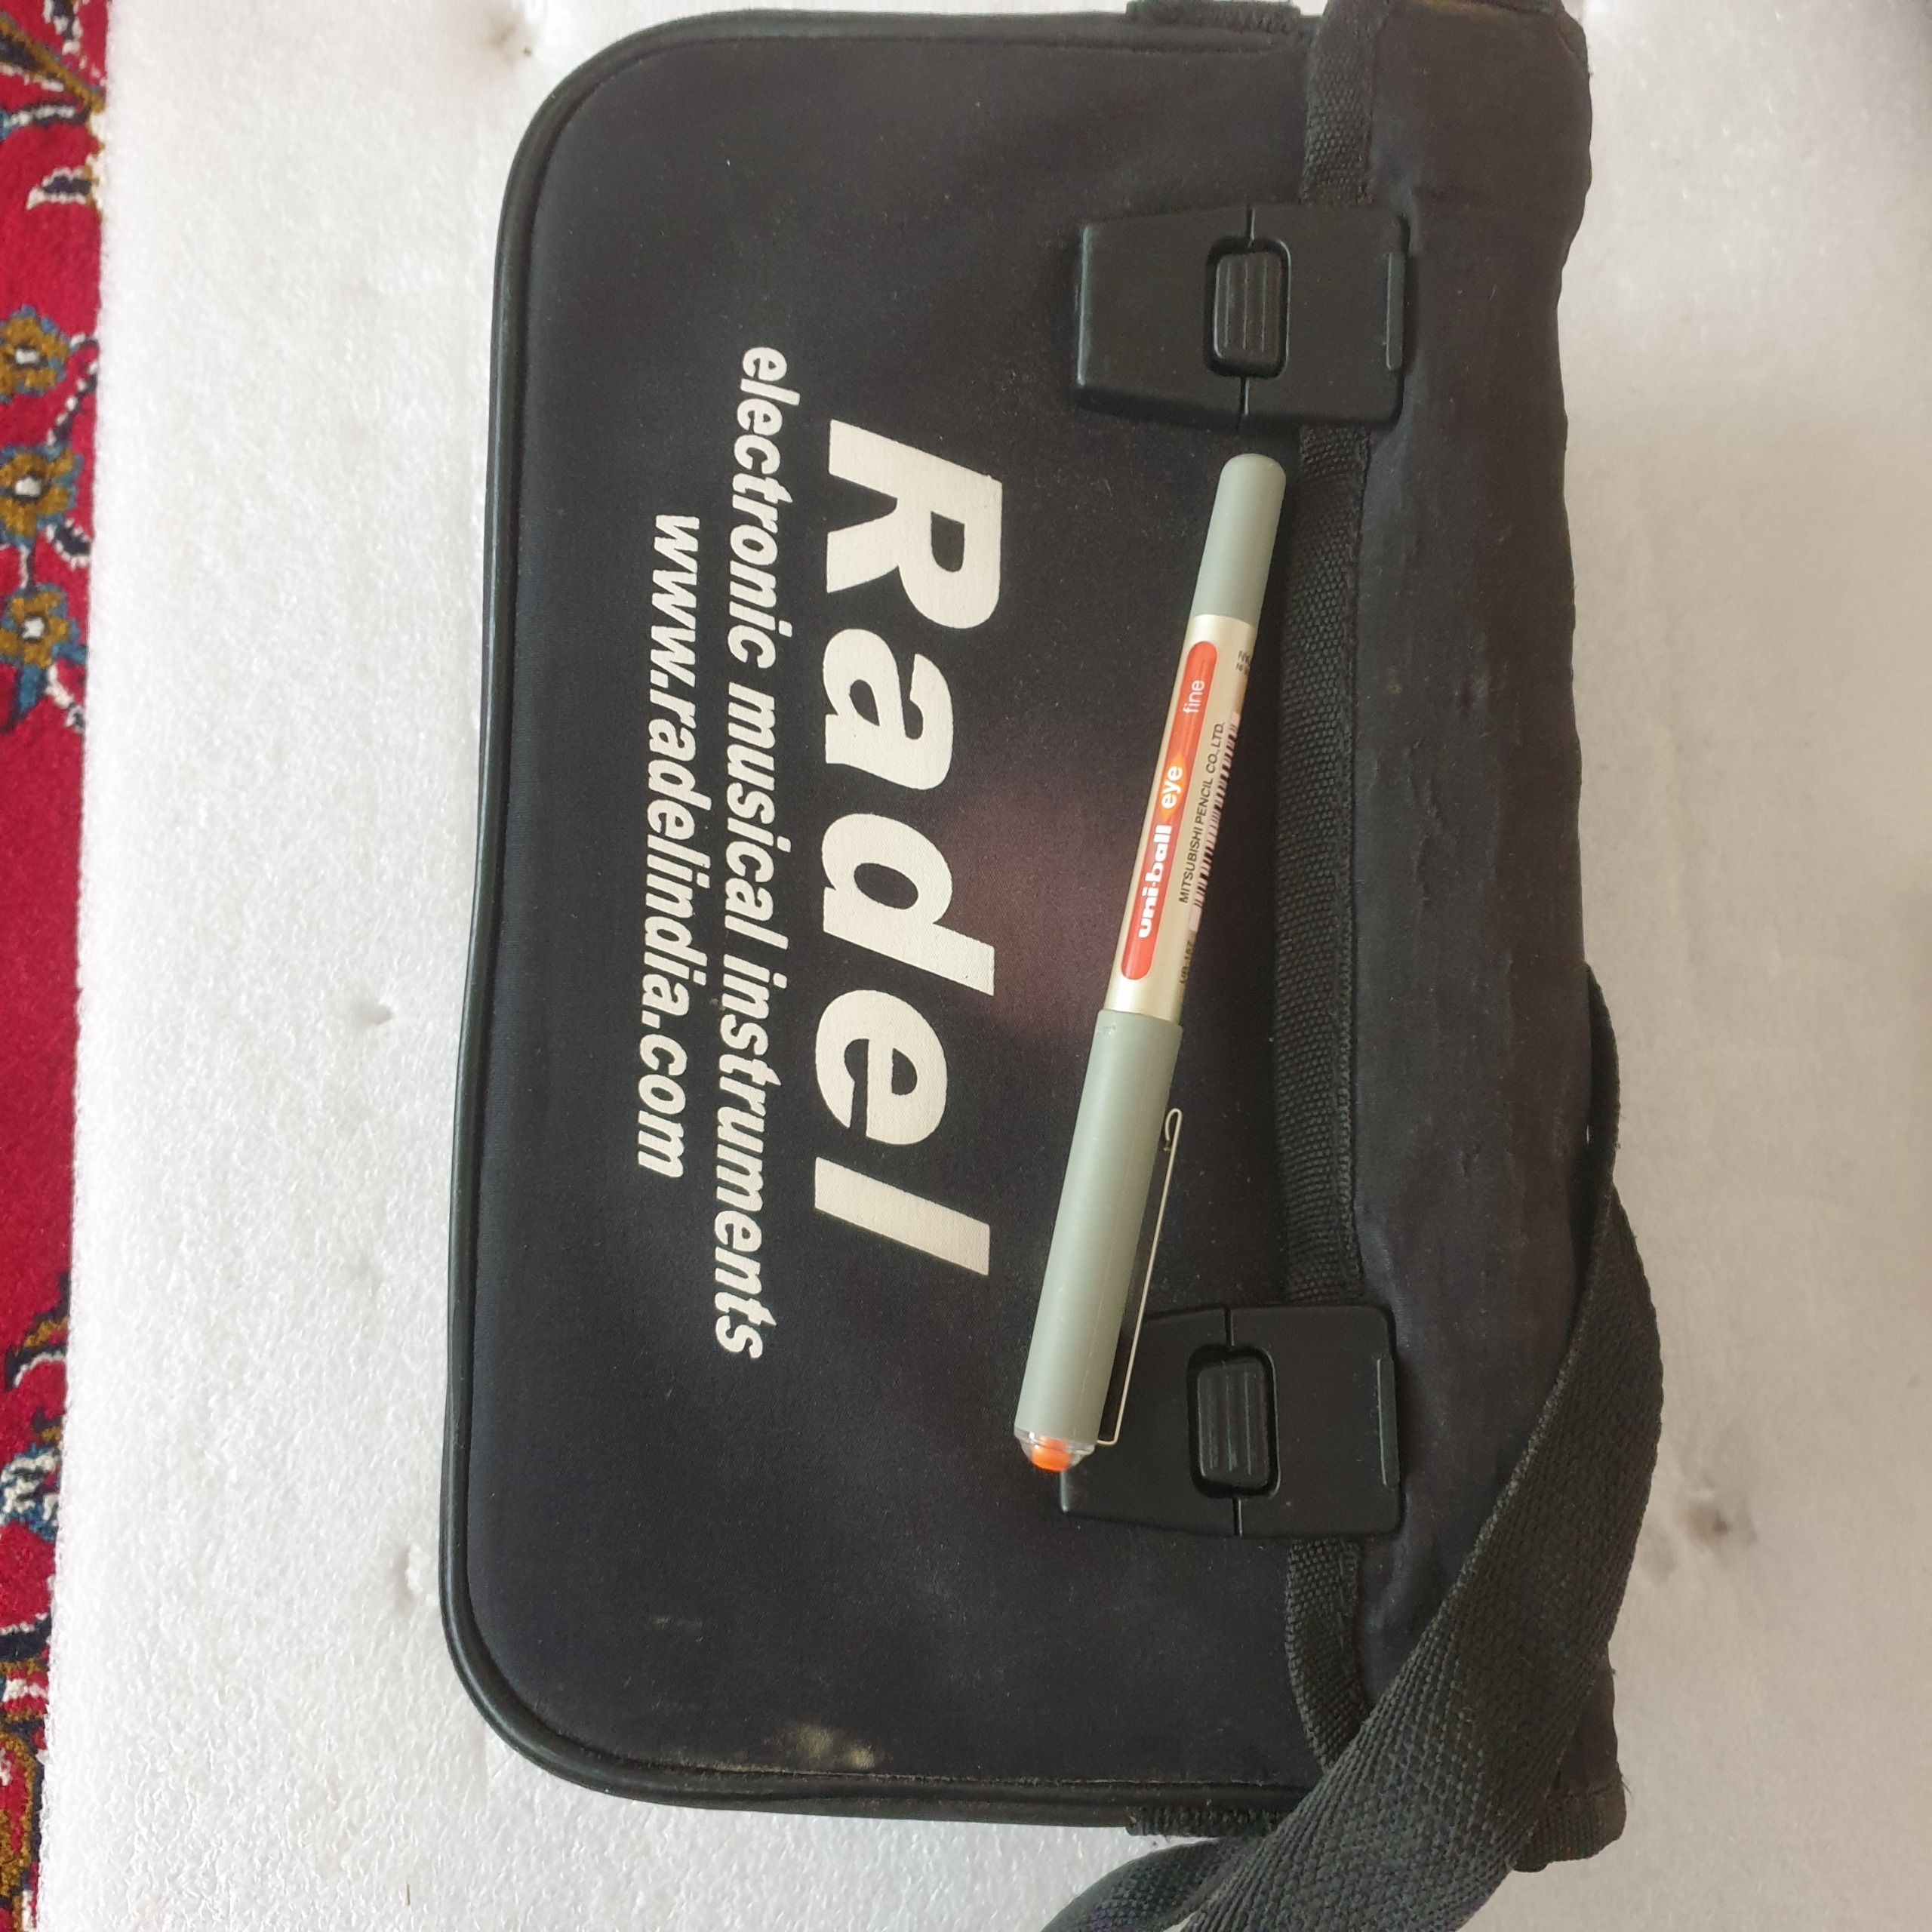 Radel
electronic musical instruments
www.radelindia.com
uni-ball eye fine
MITSUBISHI PENCIL CO., LTD.